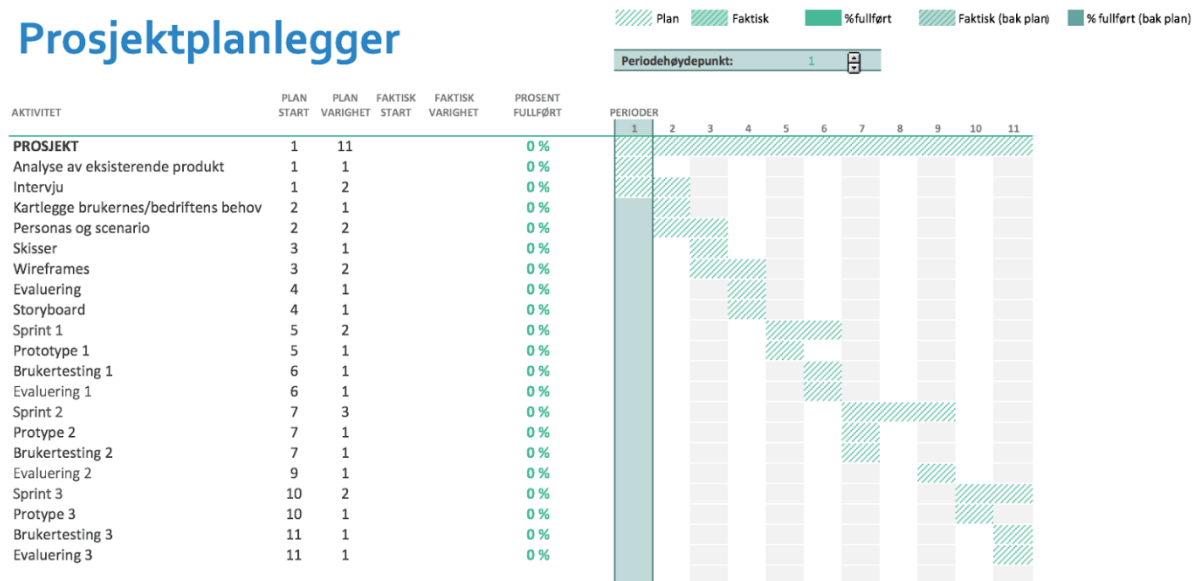 Prosjektplanlegger
Plan Faktisk %fullført Faktisk (bak plan) % fullført (bak plan)
Periodehøydepunkt: 1
PLAN PLAN FAKTISK FAKTISK PROSENT
AKTIVITET START VARIGHET START VARIGHET FULLFØRT PERIODER
1 2 3 4 5 6 7 8 9 10 11
PROSJEKT 1 11 0 %
Analyse av eksisterende produkt 1 1 0 %
Intervju 1 2 0 %
Kartlegge brukernes/bedriftens behov 2 1 0 %
Personas og scenario 2 2 0 %
Skisser 3 1 0 %
Wireframes 3 2 0 %
Evaluering 4 1 0 %
Storyboard 4 1 0 %
Sprint 1 5 2 0 %
Prototype 1 5 1 0 %
Brukertesting 1 6 1 0 %
Evaluering 1 6 1 0 %
Sprint 2 7 3 0 %
Protype 2 7 1 0 %
Brukertesting 2 7 1 0 %
Evaluering 2 9 1 0 %
Sprint 3 10 2 0 %
Protype 3 10 1 0 %
Brukertesting 3 11 1 0 %
Evaluering 3 11 1 0 %